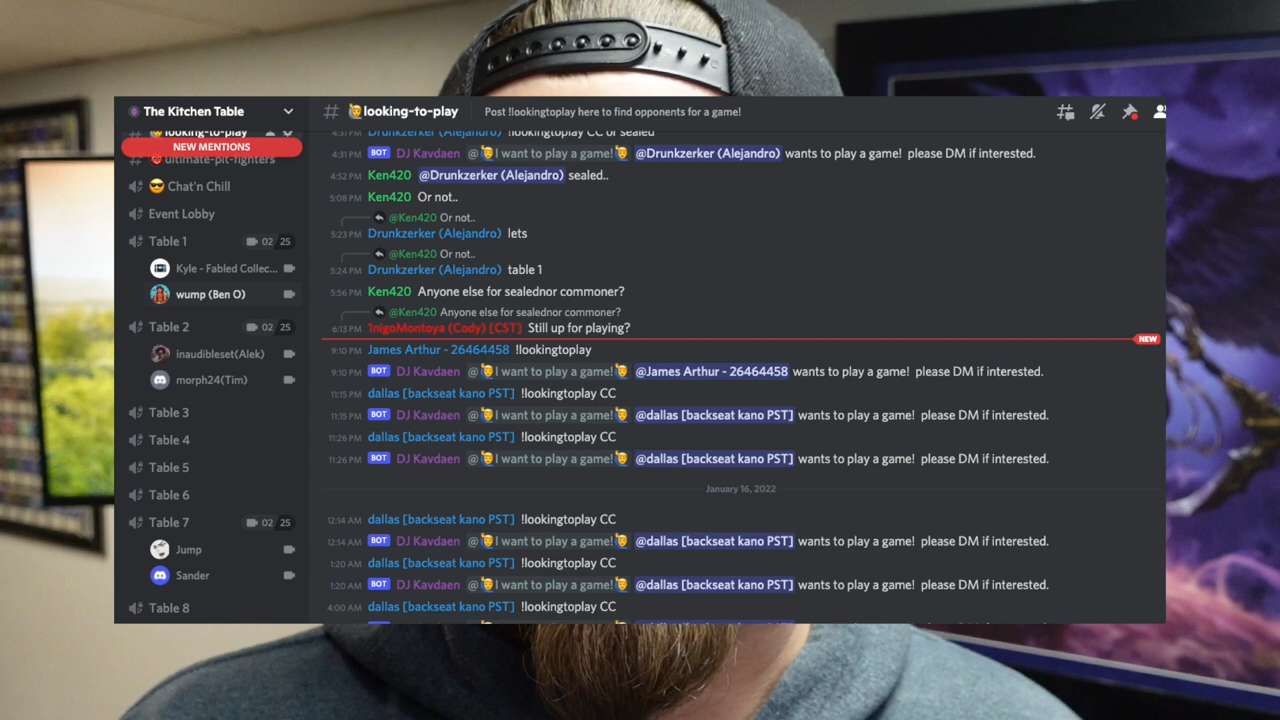 The Kitchen Table
looking-to-play
NEW MENTIONS
ultimate-pit-fighters
Chat'n Chill
Event Lobby
Table 1 02 25
Kyle - Fabled Collec...
wump (Ben O)
Table 2 02 25
inaudibleset(Alek)
morph24(Tim)
Table 3
Table 4
Table 5
Table 6
Table 7 02 25
Jump
Sander
Table 8
# looking-to-play Post !lookingtoplay here to find opponents for a game!
4:31 PM Drunkzerker (Alejandro) !lookingtoplay CC or sealed
4:31 PM BOT DJ Kavdaen @🙋I want to play a game!🙋 @Drunkzerker (Alejandro) wants to play a game! please DM if interested.
4:52 PM Ken420 @Drunkzerker (Alejandro) sealed..
5:08 PM Ken420 Or not..
@Ken420 Or not..
5:23 PM Drunkzerker (Alejandro) lets
@Ken420 Or not..
5:24 PM Drunkzerker (Alejandro) table 1
5:56 PM Ken420 Anyone else for sealednor commoner?
@Ken420 Anyone else for sealednor commoner?
6:13 PM 1nigoMontoya (Cody) [CST] Still up for playing?
NEW
9:10 PM James Arthur - 26464458 !lookingtoplay
9:10 PM BOT DJ Kavdaen @🙋I want to play a game!🙋 @James Arthur - 26464458 wants to play a game! please DM if interested.
11:15 PM dallas [backseat kano PST] !lookingtoplay CC
11:15 PM BOT DJ Kavdaen @🙋I want to play a game!🙋 @dallas [backseat kano PST] wants to play a game! please DM if interested.
11:26 PM dallas [backseat kano PST] !lookingtoplay CC
11:26 PM BOT DJ Kavdaen @🙋I want to play a game!🙋 @dallas [backseat kano PST] wants to play a game! please DM if interested.
January 16, 2022
12:14 AM dallas [backseat kano PST] !lookingtoplay CC
12:14 AM BOT DJ Kavdaen @🙋I want to play a game!🙋 @dallas [backseat kano PST] wants to play a game! please DM if interested.
1:20 AM dallas [backseat kano PST] !lookingtoplay CC
1:20 AM BOT DJ Kavdaen @🙋I want to play a game!🙋 @dallas [backseat kano PST] wants to play a game! please DM if interested.
4:00 AM dallas [backseat kano PST] !lookingtoplay CC